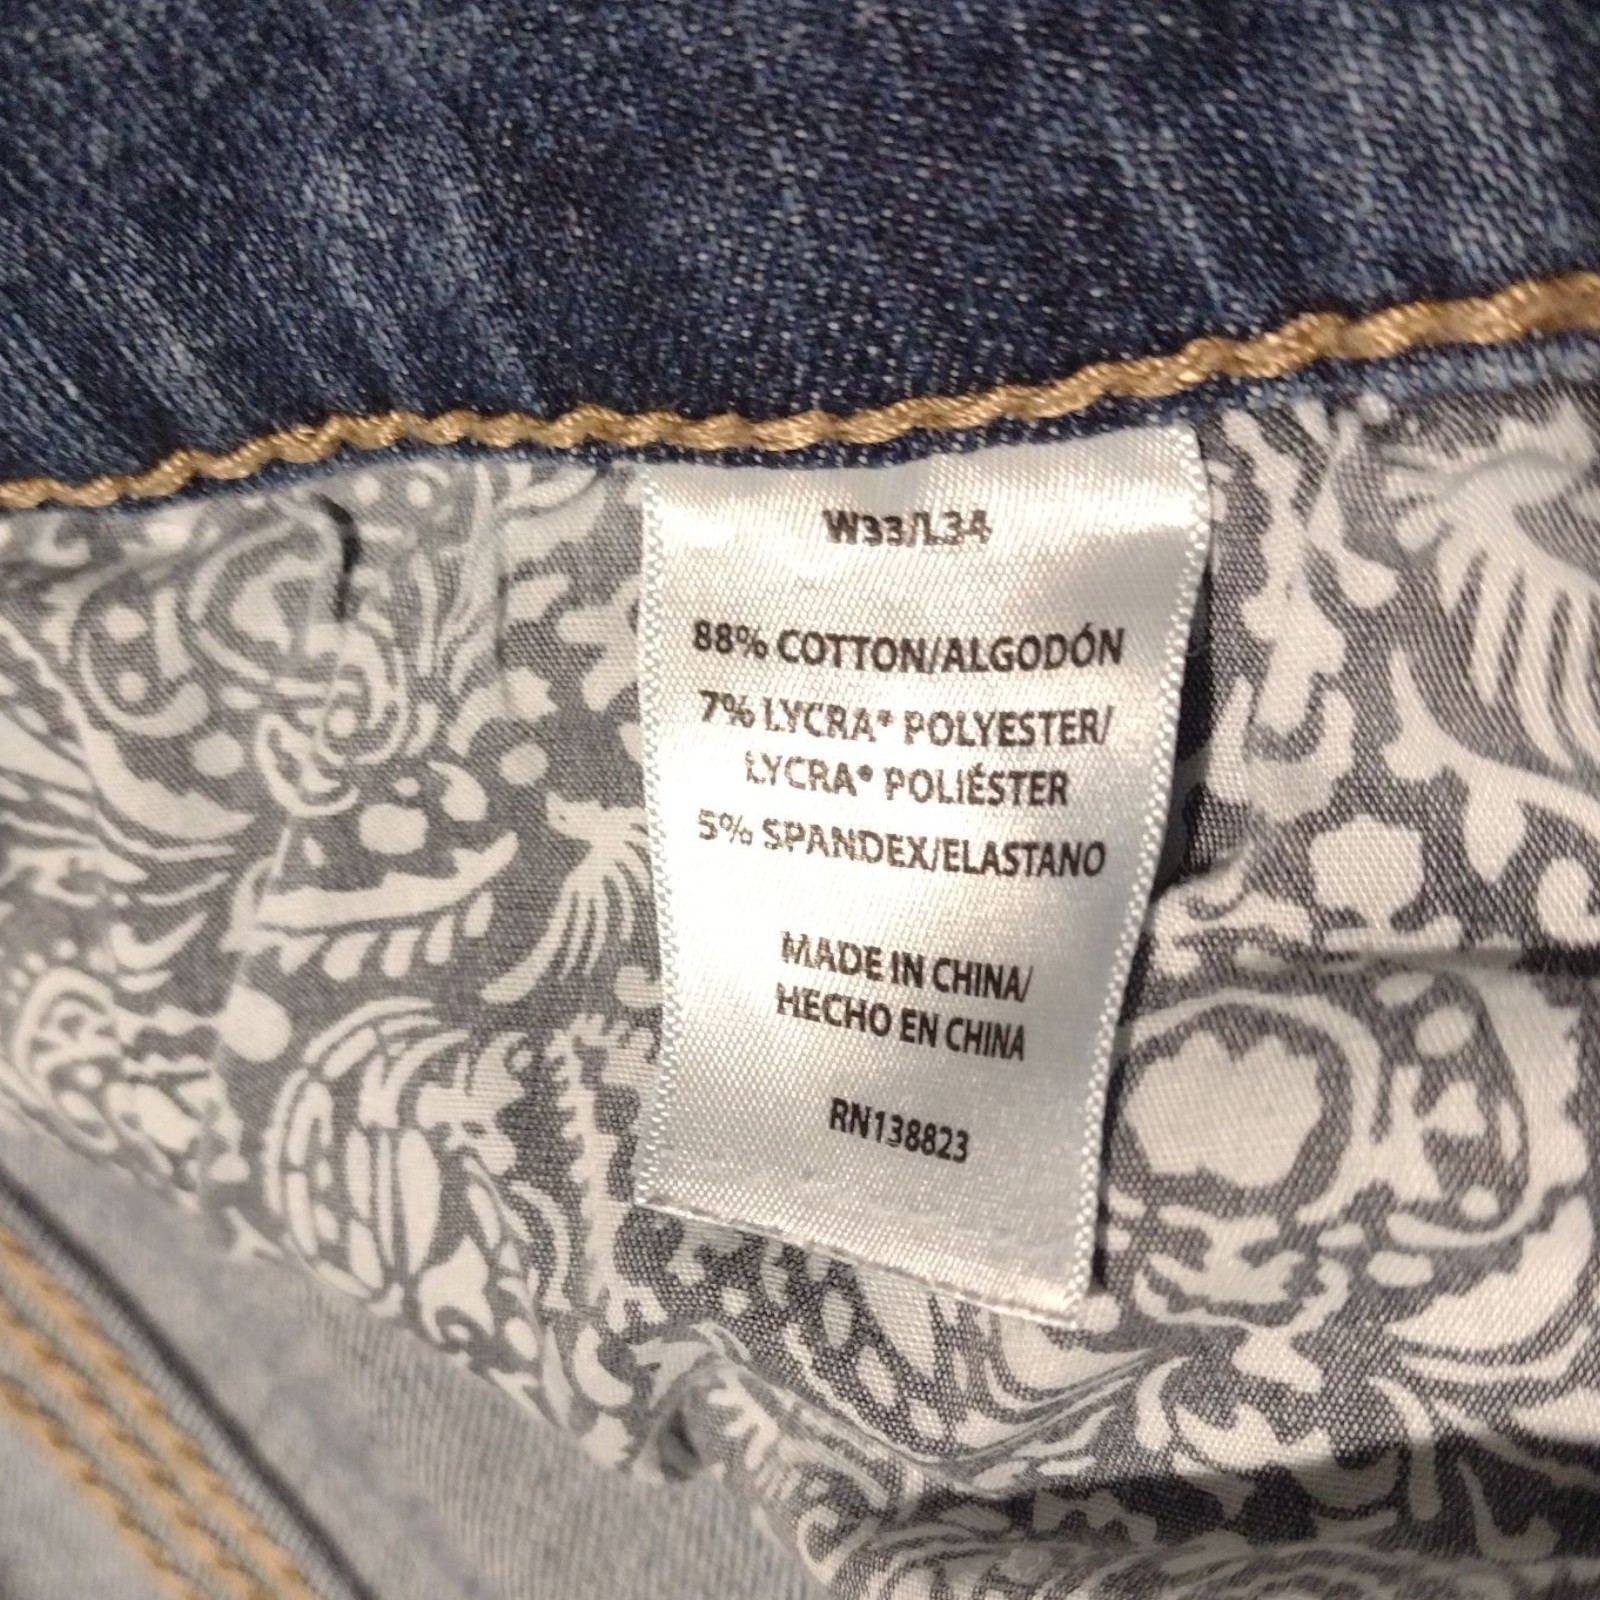 W33/L34
88% COTTON/ALGODÓN
7% LYCRA® POLYESTER/
LYCRA® POLIÉSTER
5% SPANDEX/ELASTANO
MADE IN CHINA/
HECHO EN CHINA
RN138823